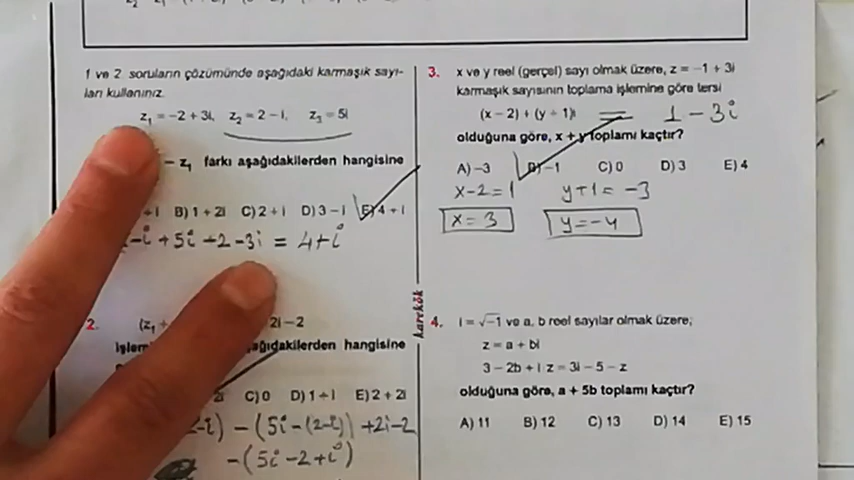 1 ve 2 soruların çözümünde aşağıdaki karmaşık sayı-
ları kullanınız.
z₁ = -2 + 3i, z₂ = 2 - i, z₃ = 5i
- z₁ farkı aşağıdakilerden hangisine
+ i B) 1 + 2i C) 2 + i D) 3 - i E) 4 + i
-i + 5i + 2 - 3i = 4 + i
2. (z₁ + 2i - 2
işlem ağıdakilerden hangisine
2i C) 0 D) 1 + i E) 2 + 2i
2-i) - (5i - (2-i)) + 2i - 2
- (5i - 2 + i)
karekök
3. x ve y reel (gerçel) sayı olmak üzere, z = -1 + 3i
karmaşık sayısının toplama işlemine göre tersi
(x - 2) + (y + 1)i = 1 - 3i
olduğuna göre, x + y toplamı kaçtır?
A) -3 B) -1 C) 0 D) 3 E) 4
x - 2 = 1 y + 1 = -3
x = 3 y = -4
4. i = √-1 ve a, b reel sayılar olmak üzere;
z = a + bi
3 - 2b + i z = 3i - 5 - z
olduğuna göre, a + 5b toplamı kaçtır?
A) 11 B) 12 C) 13 D) 14 E) 15